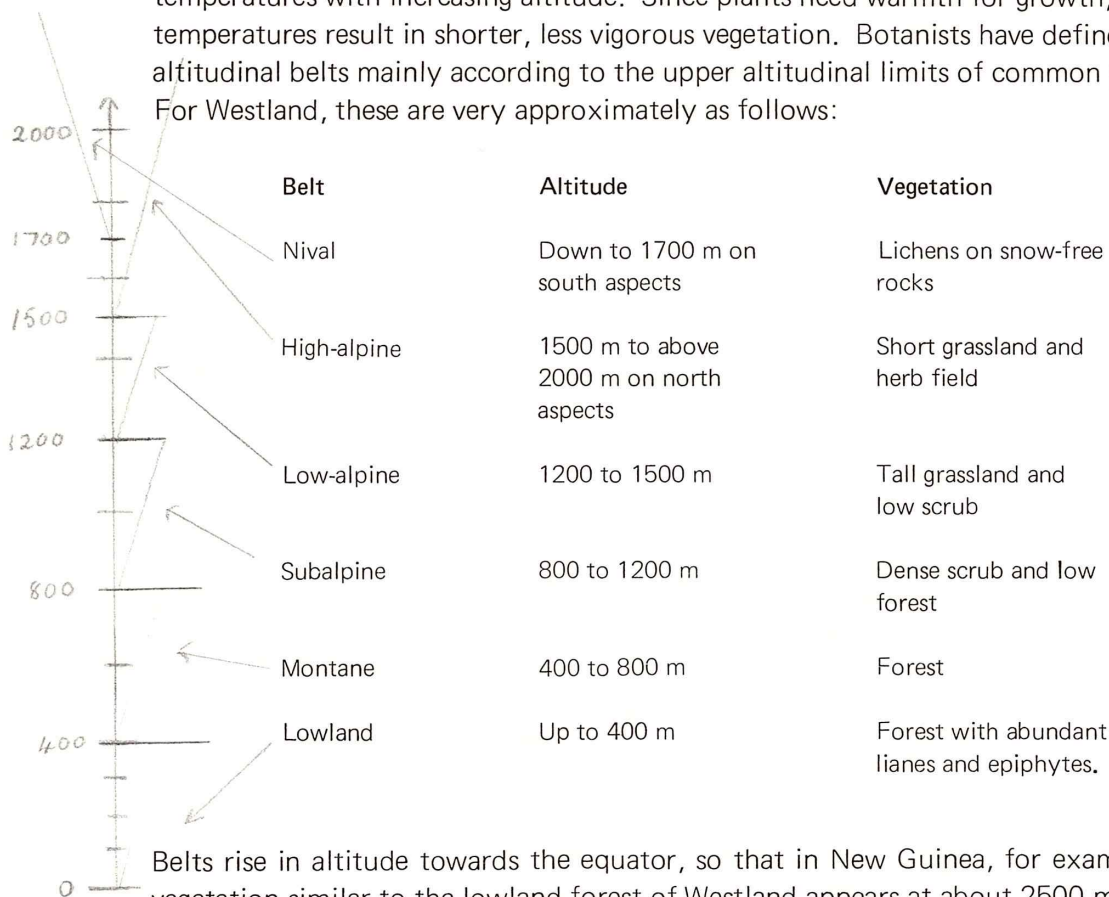 temperatures with increasing altitude. Since plants need warmth for growth,
temperatures result in shorter, less vigorous vegetation. Botanists have define
altitudinal belts mainly according to the upper altitudinal limits of common
For Westland, these are very approximately as follows:
2000
Belt Altitude Vegetation
1700
Nival Down to 1700 m on Lichens on snow-free
south aspects rocks
1500
High-alpine 1500 m to above Short grassland and
2000 m on north herb field
aspects
1200
Low-alpine 1200 to 1500 m Tall grassland and
low scrub
800
Subalpine 800 to 1200 m Dense scrub and low
forest
Montane 400 to 800 m Forest
400
Lowland Up to 400 m Forest with abundant
lianes and epiphytes.
Belts rise in altitude towards the equator, so that in New Guinea, for exam
0
vegetation similar to the lowland forest of Westland appears at about 2500 m